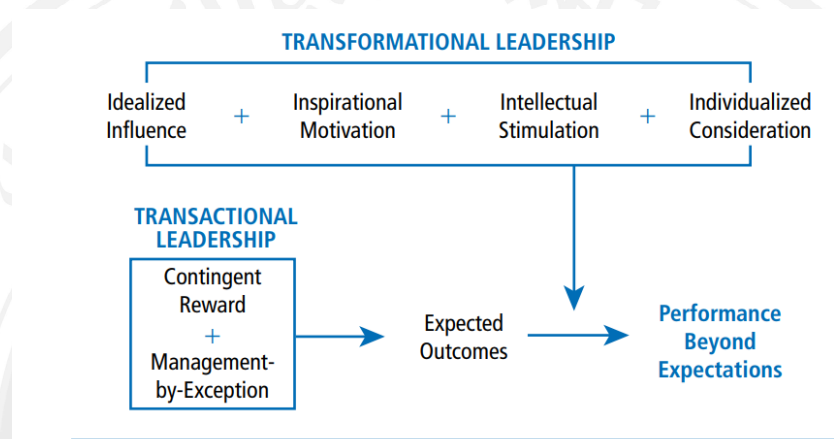 TRANSFORMATIONAL LEADERSHIP
Idealized
Influence
+
Inspirational
Motivation
+
Intellectual
Stimulation
+
Individualized
Consideration
TRANSACTIONAL
LEADERSHIP
Contingent
Reward
+
Management-
by-Exception
Expected
Outcomes
Performance
Beyond
Expectations